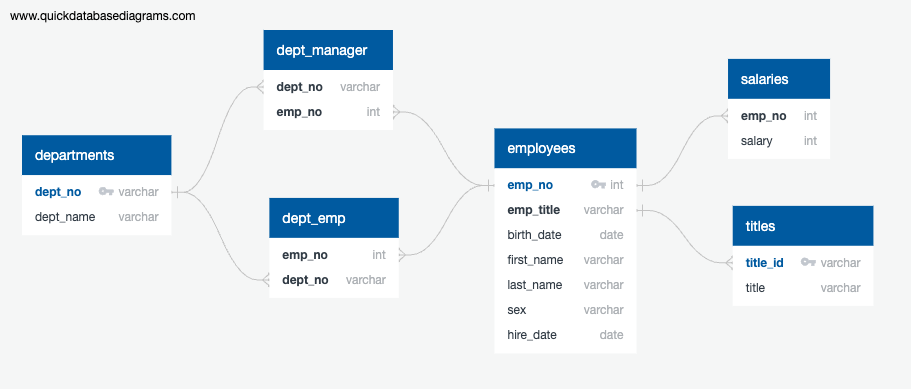 www.quickdatabasediagrams.com
dept_manager
dept_no varchar
emp_no int
departments
dept_no varchar
dept_name varchar
dept_emp
emp_no int
dept_no varchar
employees
emp_no int
emp_title varchar
birth_date date
first_name varchar
last_name varchar
sex varchar
hire_date date
salaries
emp_no int
salary int
titles
title_id varchar
title varchar